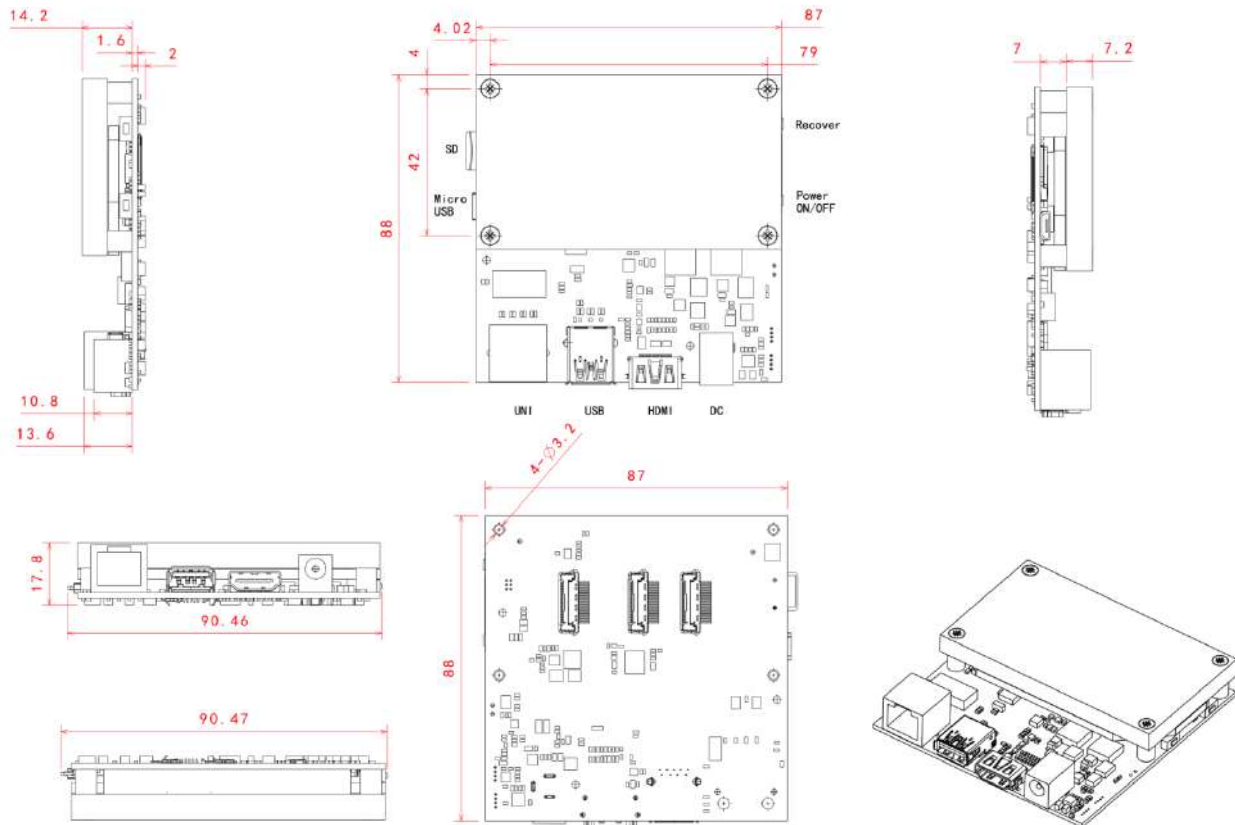 14.2
1.6
2
10.8
13.6
87
4.02
79
4
42
88
SD
Micro
USB
Recover
Power
ON/OFF
UNI
USB
HDMI
DC
7
7.2
17.8
90.46
90.47
4-∅3.2
87
88